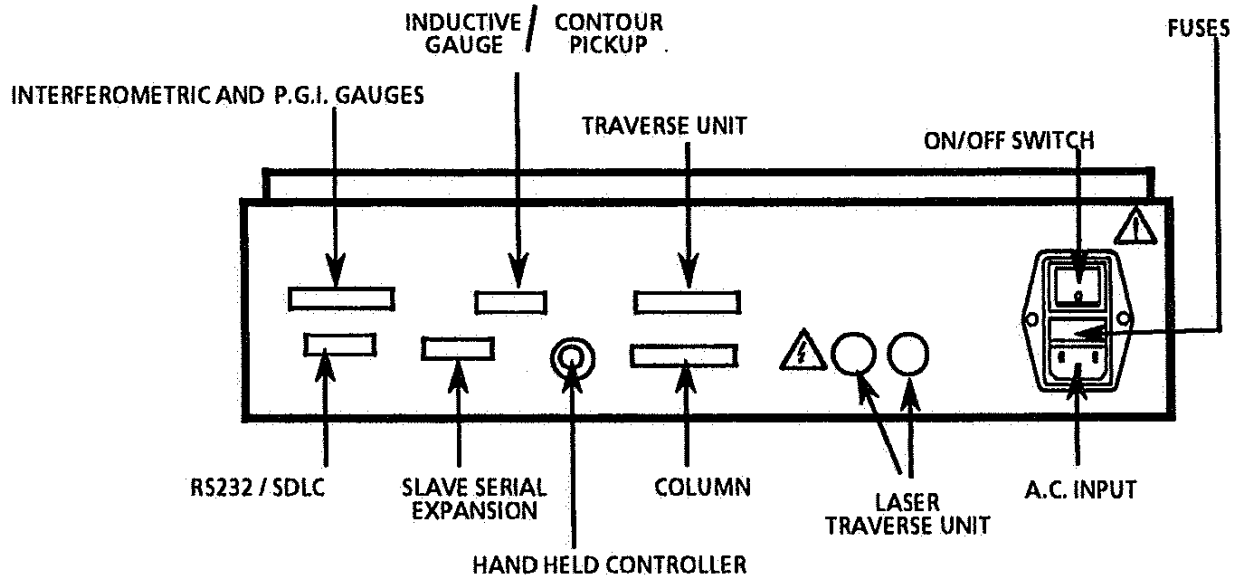 INDUCTIVE / CONTOUR
GAUGE PICKUP
FUSES
INTERFEROMETRIC AND P.G.I. GAUGES
TRAVERSE UNIT
ON/OFF SWITCH
RS232 / SDLC
SLAVE SERIAL
EXPANSION
COLUMN
LASER
TRAVERSE UNIT
A.C. INPUT
HAND HELD CONTROLLER